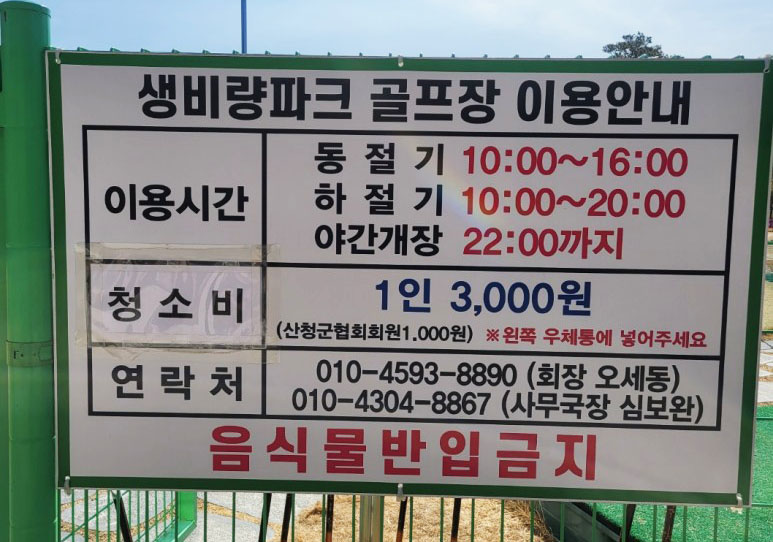 생비량파크 골프장 이용안내
이용시간
동 절 기 10:00~16:00
하 절 기 10:00~20:00
야간개장 22:00까지
청 소 비
1인 3,000원
(산청군협회회원1.000원) ※왼쪽 우체통에 넣어주세요
연 락 처
010-4593-8890 (회장 오세동)
010-4304-8867 (사무국장 심보완)
음식물반입금지